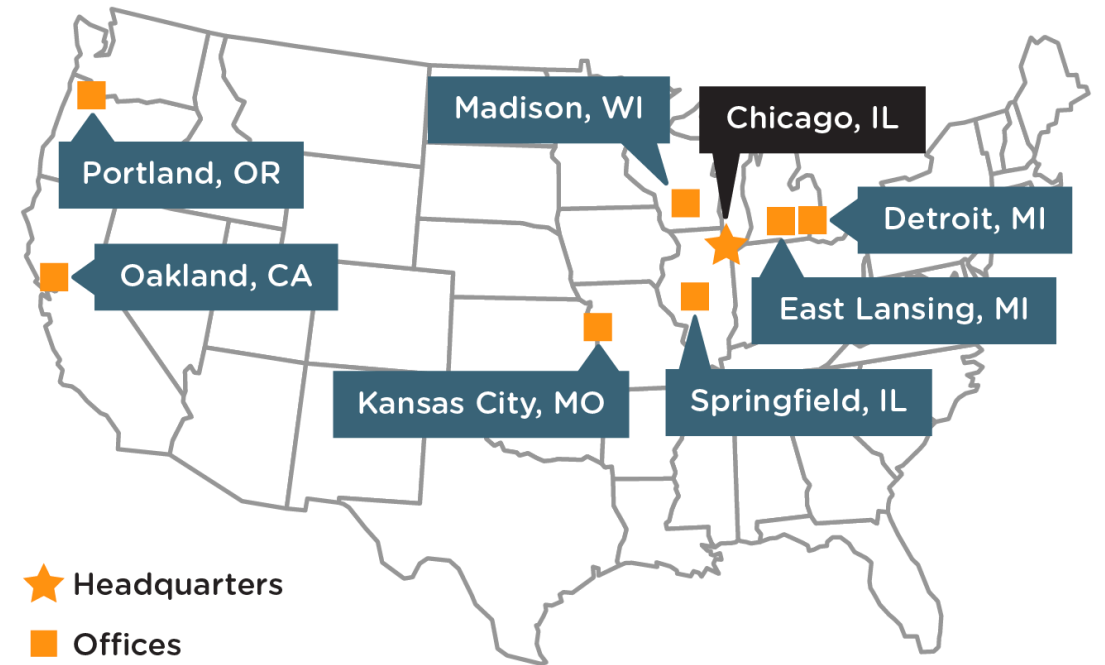 Madison, WI
Chicago, IL
Portland, OR
Detroit, MI
Oakland, CA
East Lansing, MI
Kansas City, MO
Springfield, IL
Headquarters
Offices